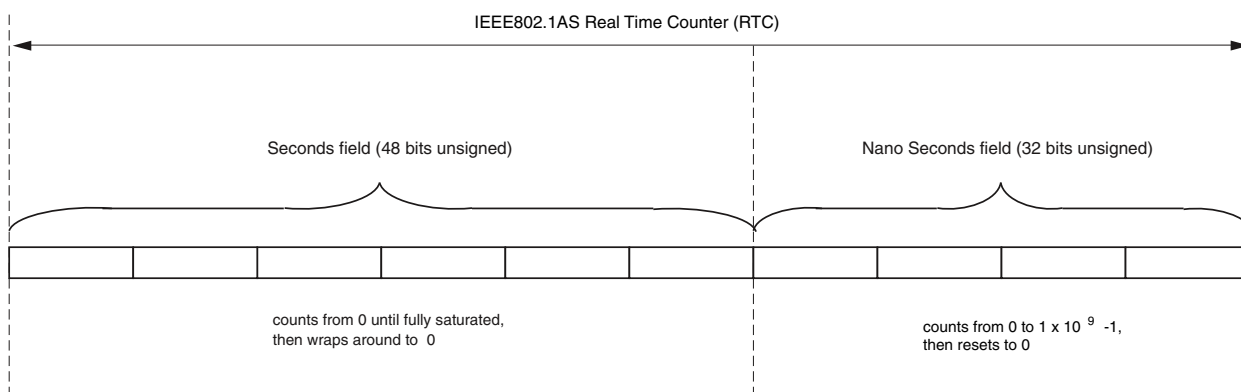 IEEE802.1AS Real Time Counter (RTC)
Seconds field (48 bits unsigned)
Nano Seconds field (32 bits unsigned)
counts from 0 until fully saturated,
then wraps around to 0
counts from 0 to 1 x 10 9 -1,
then resets to 0